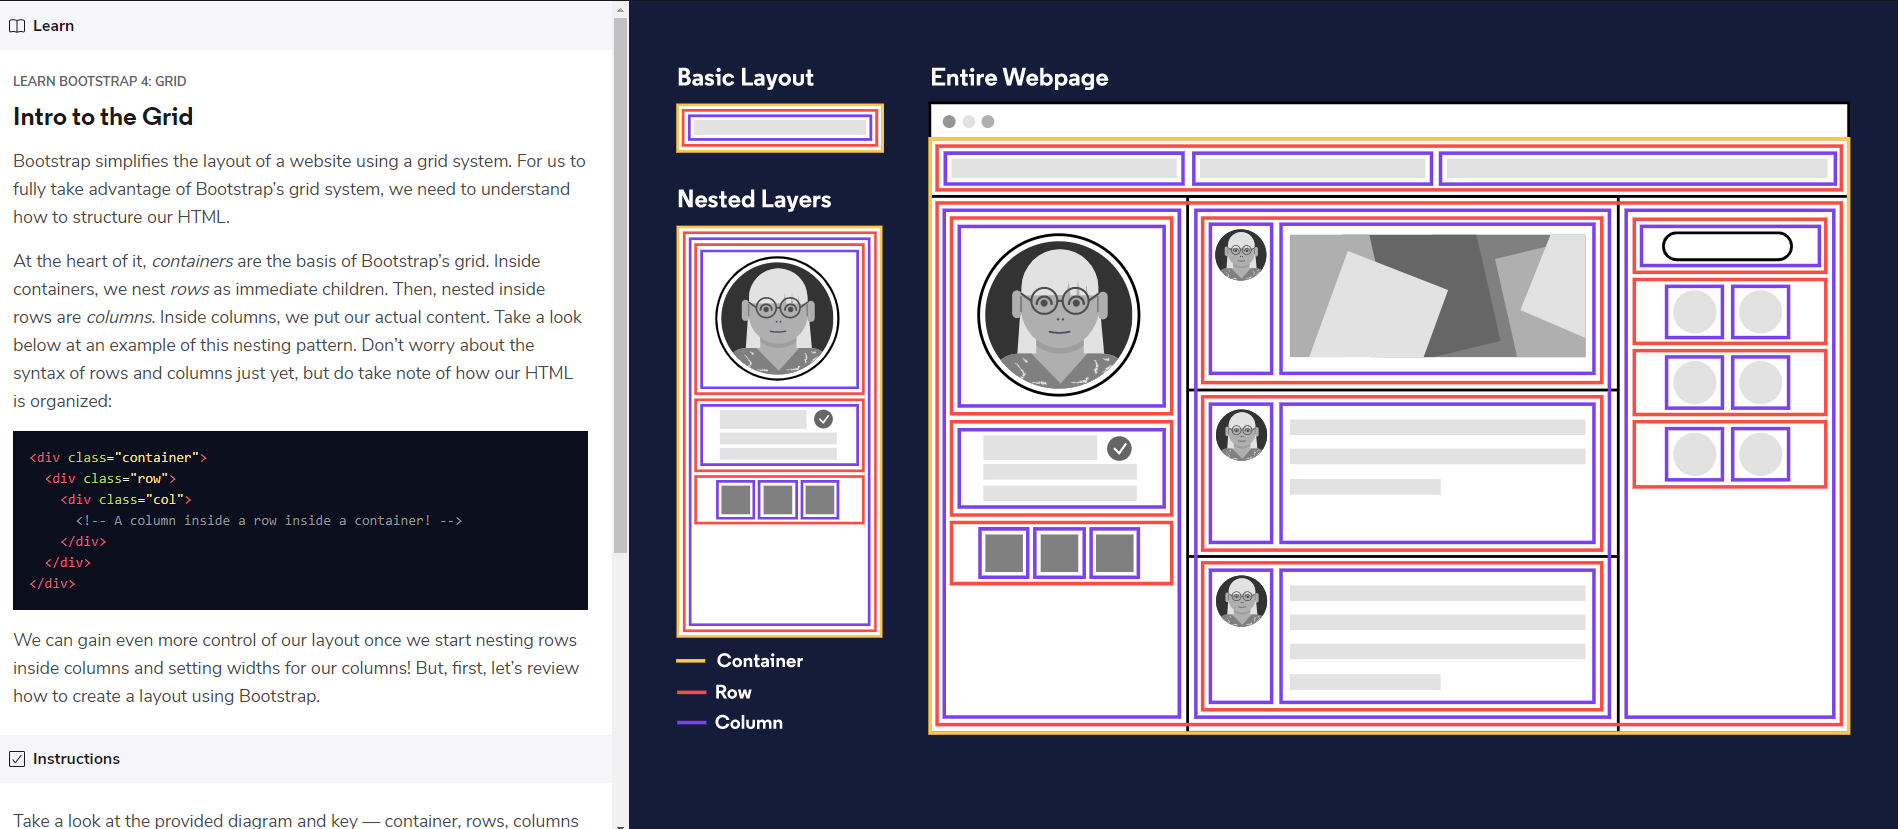 Learn
LEARN BOOTSTRAP 4: GRID
Intro to the Grid
Bootstrap simplifies the layout of a website using a grid system. For us to
fully take advantage of Bootstrap’s grid system, we need to understand
how to structure our HTML.
At the heart of it, containers are the basis of Bootstrap’s grid. Inside
containers, we nest rows as immediate children. Then, nested inside
rows are columns. Inside columns, we put our actual content. Take a look
below at an example of this nesting pattern. Don’t worry about the
syntax of rows and columns just yet, but do take note of how our HTML
is organized:
<div class="container">
  <div class="row">
    <div class="col">
      <!-- A column inside a row inside a container! -->
    </div>
  </div>
</div>
We can gain even more control of our layout once we start nesting rows
inside columns and setting widths for our columns! But, first, let’s review
how to create a layout using Bootstrap.
Instructions
Take a look at the provided diagram and key — container, rows, columns
Basic Layout
Nested Layers
Container
Row
Column
Entire Webpage